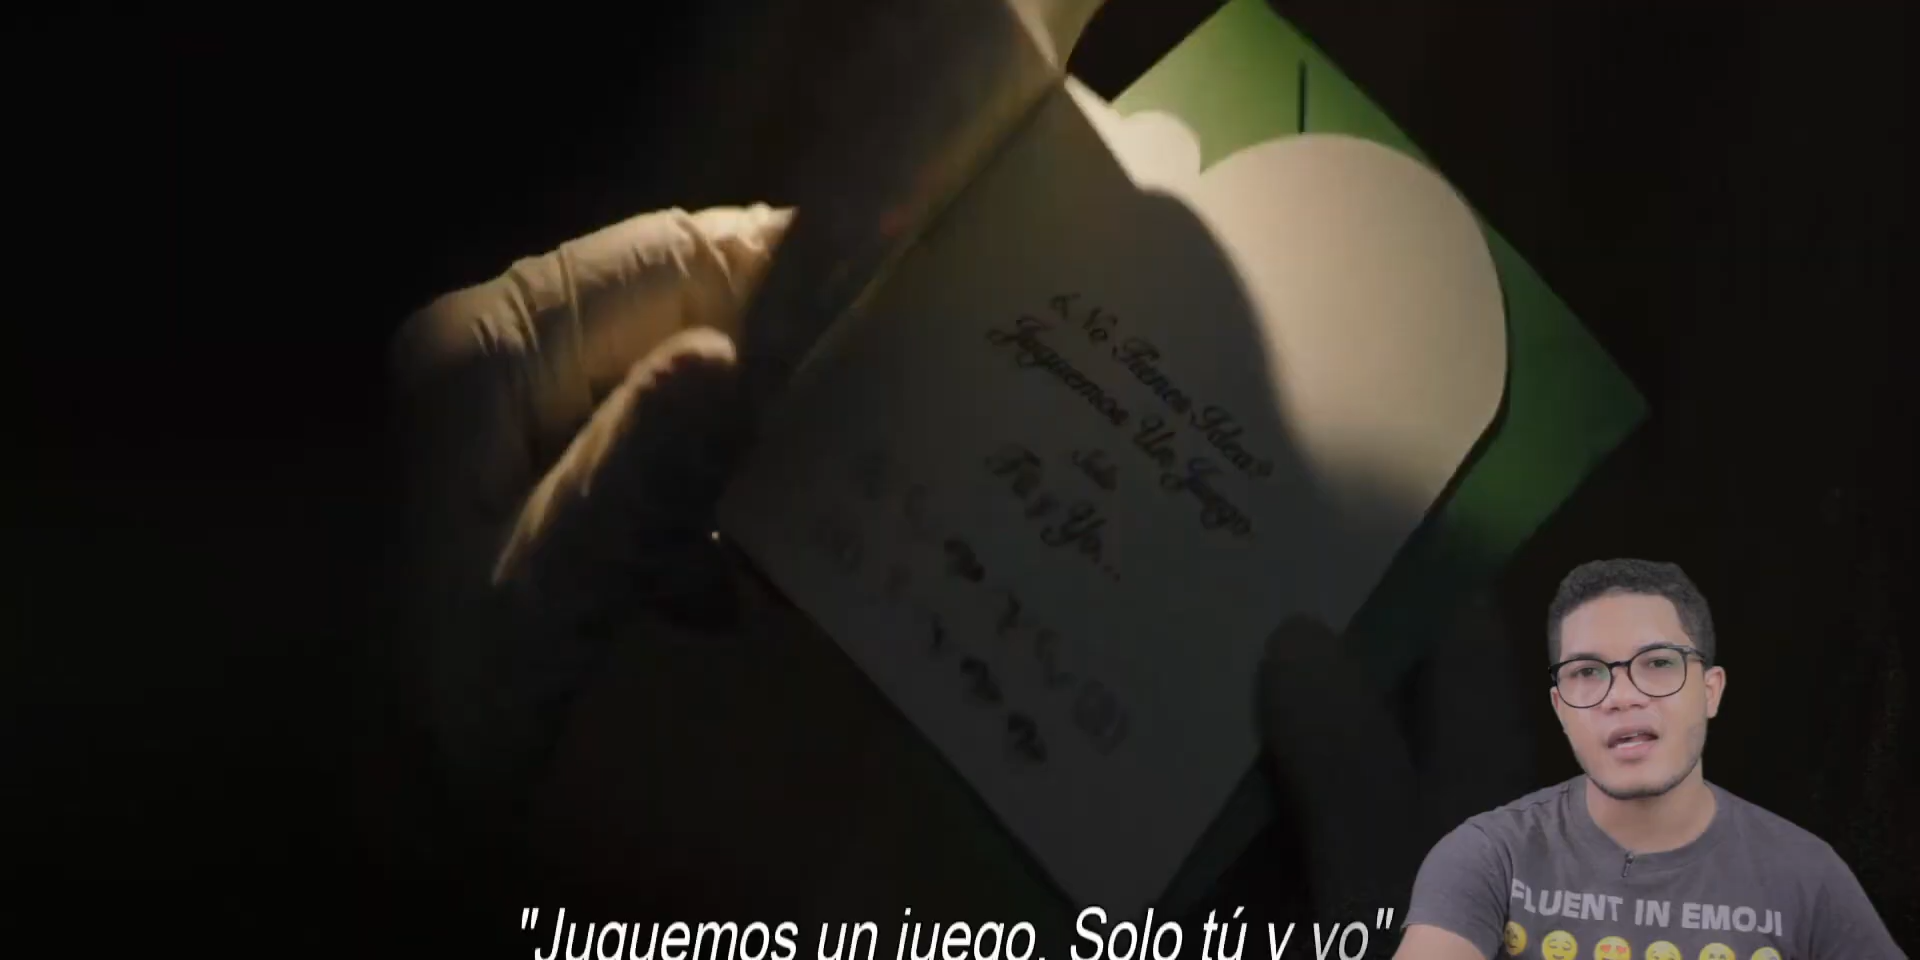 ¿No Tienes Idea?
Juguemos Un Juego
Solo
Tú y Yo...
"Juguemos un juego. Solo tú y yo"
FLUENT IN EMOJI